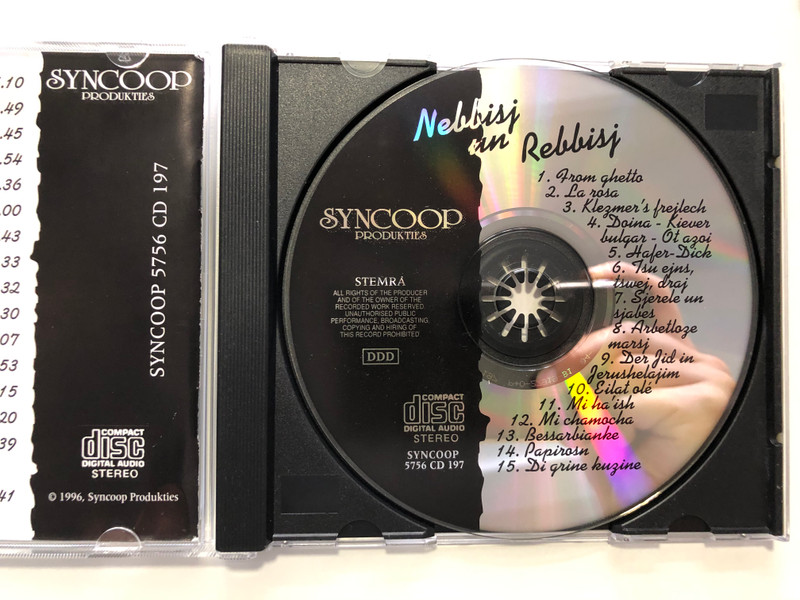 .10
.49
.45
.54
.36
.00
.43
.33
.32
.30
.07
.53
.15
.20
.39
.41
SYNCOOP
PRODUKTIES
SYNCOOP 5756 CD 197
COMPACT
disc
DIGITAL AUDIO
STEREO
© 1996, Syncoop Produkties
Nebbisj
un Rebbisj
SYNCOOP
PRODUKTIES
STEMRA
ALL RIGHTS OF THE PRODUCER
AND OF THE OWNER OF THE
RECORDED WORK RESERVED.
UNAUTHORISED PUBLIC
PERFORMANCE, BROADCASTING,
COPYING AND HIRING OF
THIS RECORD PROHIBITED
DDD
COMPACT
disc
DIGITAL AUDIO
STEREO
SYNCOOP
5756 CD 197
1. From ghetto
2. La rosa
3. Klezmer's frejlech
4. Doina - Kiever
bulgar - Ot azoi
5. Hafer-Dick
6. Tsu ejns,
tswej, draj
7. Sjerele un
sjabes
8. Arbetloze
marsj
9. Der Jid in
Jerushelajim
10. Eilat olé
11. Mi ha'ish
12. Mi chamocha
13. Bessarbianke
14. Papirosn
15. Di grine kuzine